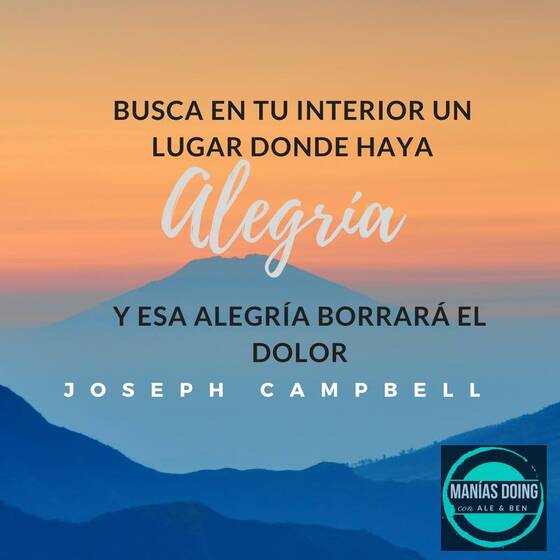 BUSCA EN TU INTERIOR UN
LUGAR DONDE HAYA
Alegría
Y ESA ALEGRÍA BORRARÁ EL
DOLOR
JOSEPH CAMPBELL
MANÍAS DOING
con ALE & BEN